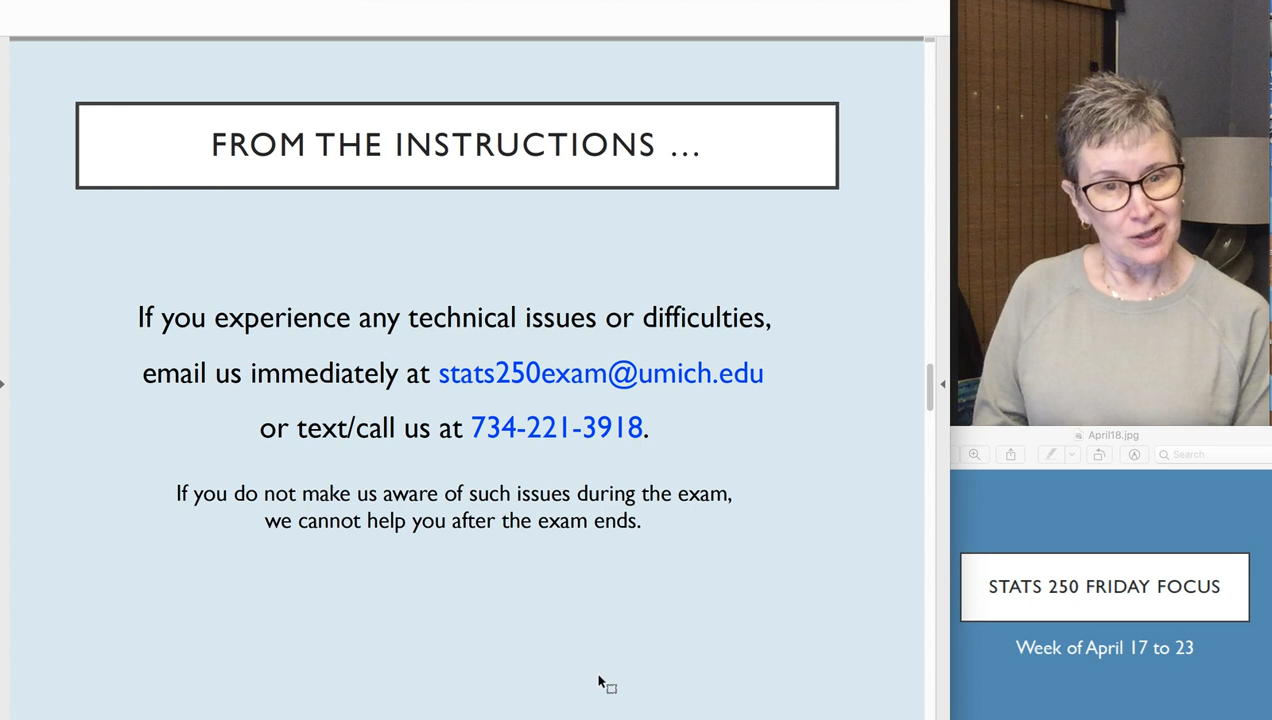 FROM THE INSTRUCTIONS ...
If you experience any technical issues or difficulties,
email us immediately at stats250exam@umich.edu
or text/call us at 734-221-3918.
If you do not make us aware of such issues during the exam,
we cannot help you after the exam ends.
April18.jpg
Search
STATS 250 FRIDAY FOCUS
Week of April 17 to 23